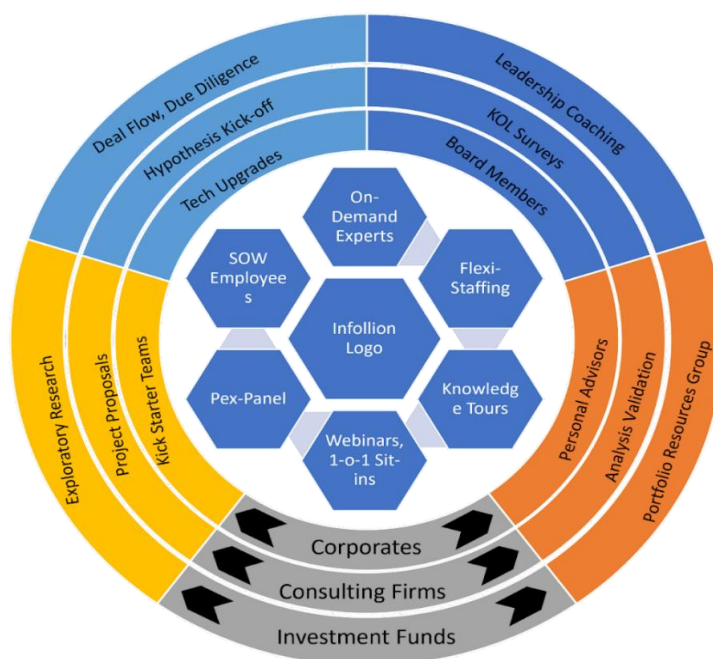 Deal Flow, Due Diligence
Hypothesis Kick-off
Tech Upgrades
Leadership Coaching
KOL Surveys
Board Members
On-
Demand
Experts
SOW
Employee
s
Flexi-
Staffing
Infollion
Logo
Pex-Panel
Knowledg
e Tours
Webinars,
1-o-1 Sit-
ins
Exploratory Research
Project Proposals
Kick Starter Teams
Personal Advisors
Analysis Validation
Portfolio Resources Group
Corporates
Consulting Firms
Investment Funds